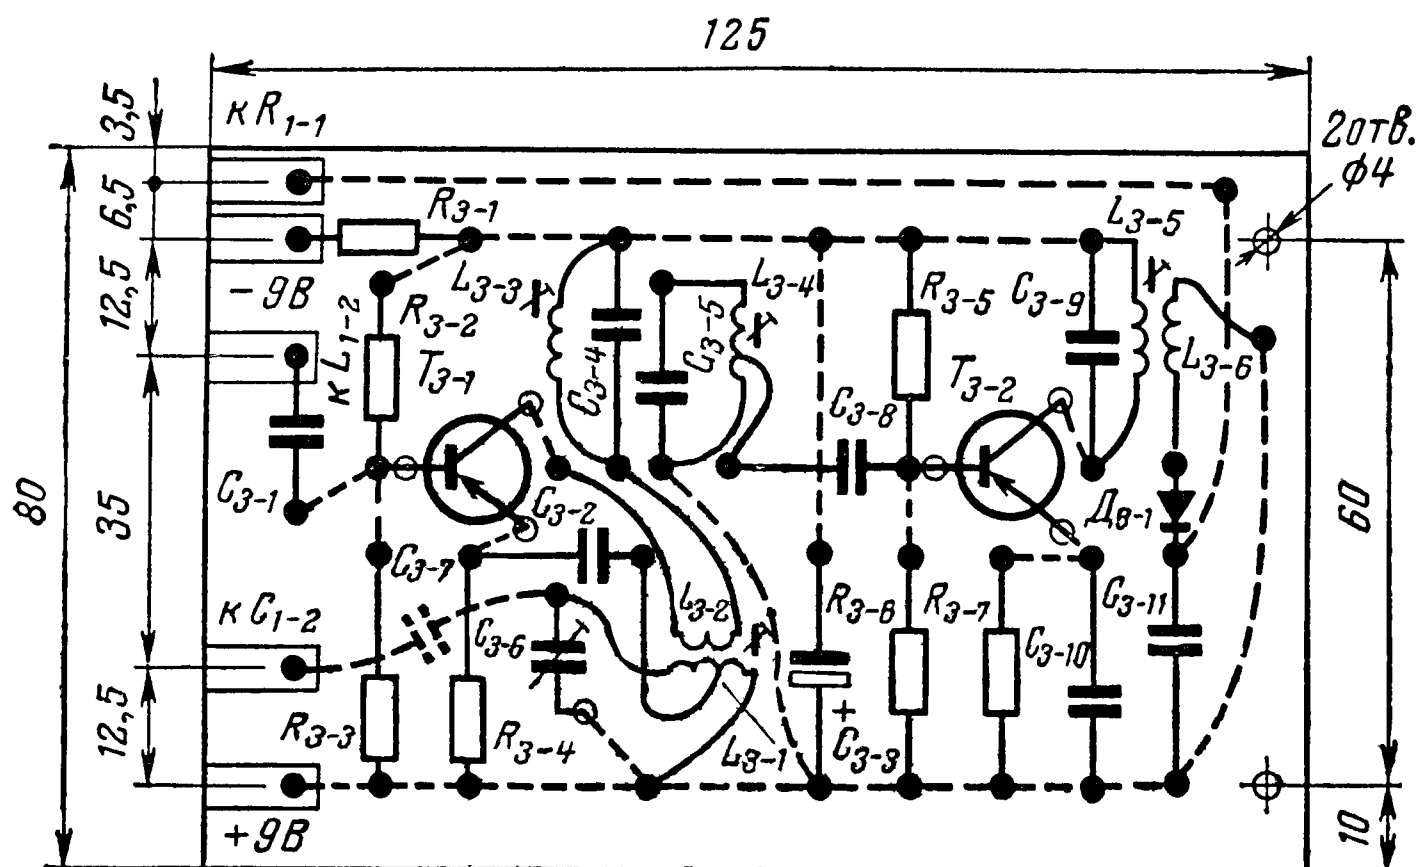 125
3,5
к R₁₋₁
2отв.
ф4
6,5
R₃₋₁
L₃₋₅
12,5
-9В
L₃₋₃
L₃₋₄
R₃₋₂
R₃₋₅
C₃₋₉
к L₁₋₂
T₃₋₁
C₃₋₄
C₃₋₅
T₃₋₂
L₃₋₆
C₃₋₈
80
35
C₃₋₁
C₃₋₂
Дв-1
60
C₃₋₇
к C₁₋₂
L₃₋₂
C₃₋₆
R₃₋₆
R₃₋₇
C₃₋₁₁
C₃₋₁₀
12,5
R₃₋₃
R₃₋₄
L₃₋₁
+
C₃₋₃
+9В
10